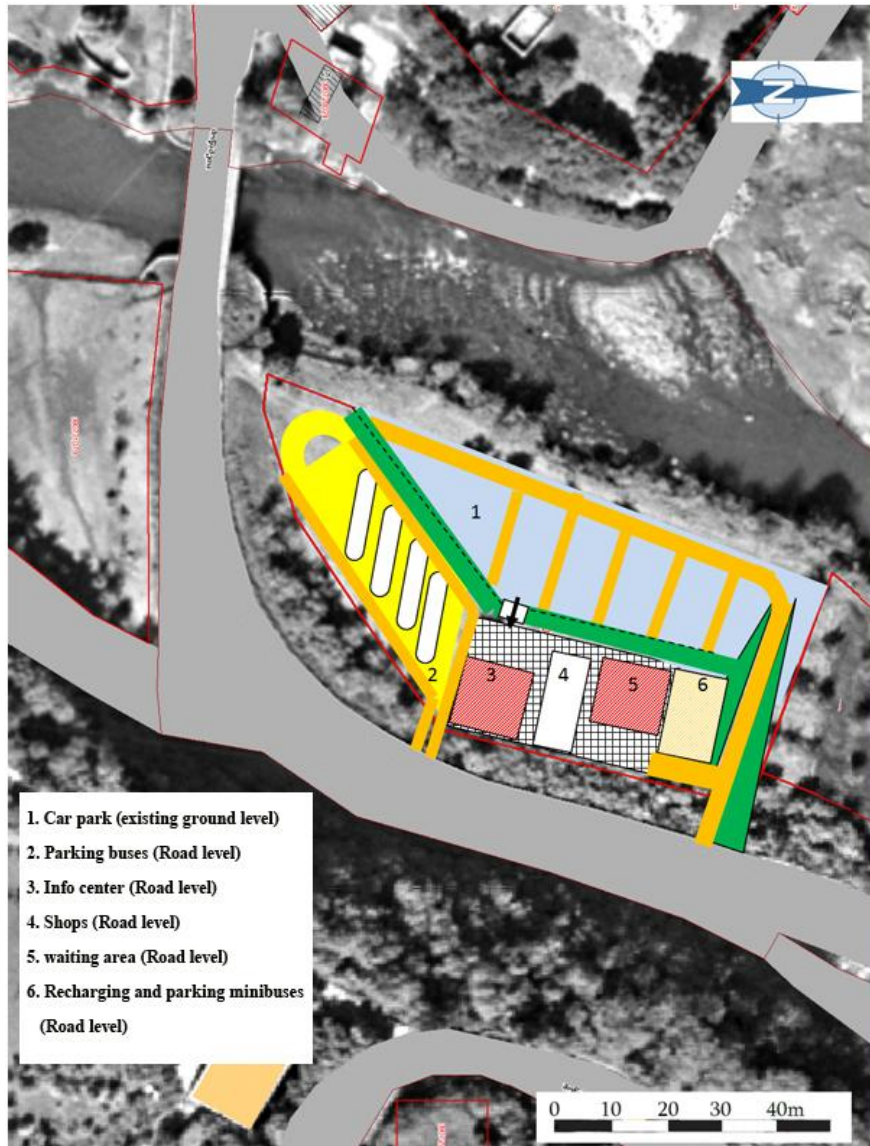 N
1
2
3
4
5
6
1. Car park (existing ground level)
2. Parking buses (Road level)
3. Info center (Road level)
4. Shops (Road level)
5. waiting area (Road level)
6. Recharging and parking minibuses
(Road level)
0 10 20 30 40m